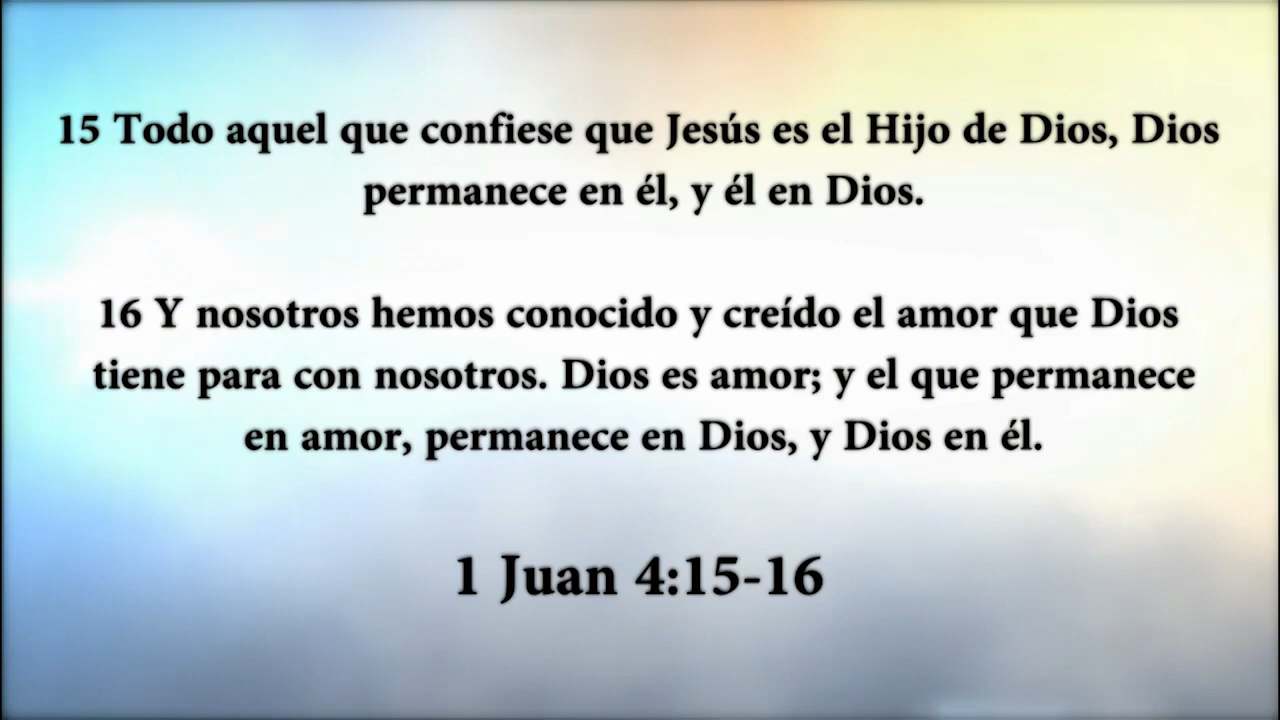 15 Todo aquel que confiese que Jesús es el Hijo de Dios, Dios
permanece en él, y él en Dios.
16 Y nosotros hemos conocido y creído el amor que Dios
tiene para con nosotros. Dios es amor; y el que permanece
en amor, permanece en Dios, y Dios en él.
1 Juan 4:15-16